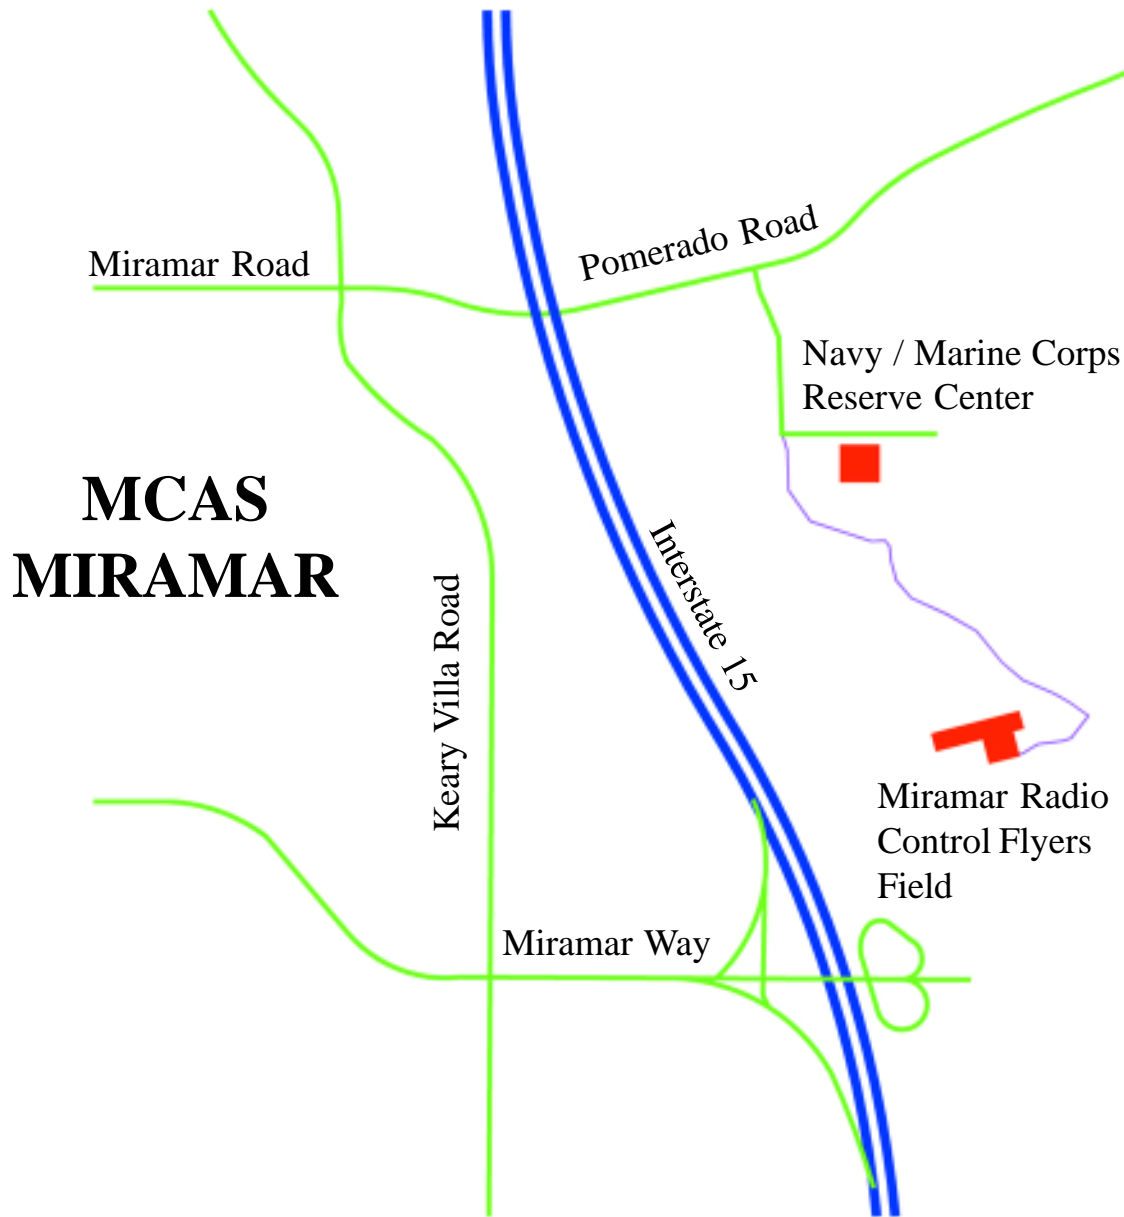 Pomerado Road
Miramar Road
Navy / Marine Corps
Reserve Center
MCAS
MIRAMAR
Interstate 15
Keary Villa Road
Miramar Radio
Control Flyers
Field
Miramar Way